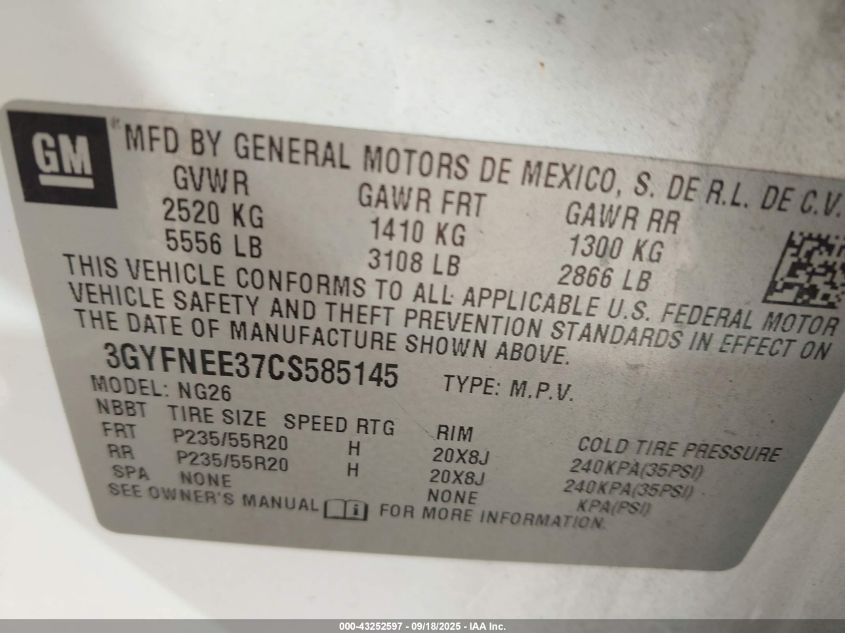 GM
MFD BY GENERAL MOTORS DE MEXICO, S. DE R.L. DE C.V.
GVWR GAWR FRT GAWR RR
2520 KG 1410 KG 1300 KG
5556 LB 3108 LB 2866 LB
THIS VEHICLE CONFORMS TO ALL APPLICABLE U.S. FEDERAL MOTOR
VEHICLE SAFETY AND THEFT PREVENTION STANDARDS IN EFFECT ON
THE DATE OF MANUFACTURE SHOWN ABOVE.
3GYFNEE37CS585145 TYPE: M.P.V.
MODEL: NG26
NBBT TIRE SIZE SPEED RTG RIM COLD TIRE PRESSURE
FRT P235/55R20 H 20X8J 240KPA(35PSI)
RR P235/55R20 H 20X8J 240KPA(35PSI)
SPA NONE NONE KPA(PSI)
SEE OWNER'S MANUAL i FOR MORE INFORMATION.
000-43252597 - 09/18/2025 - IAA Inc.